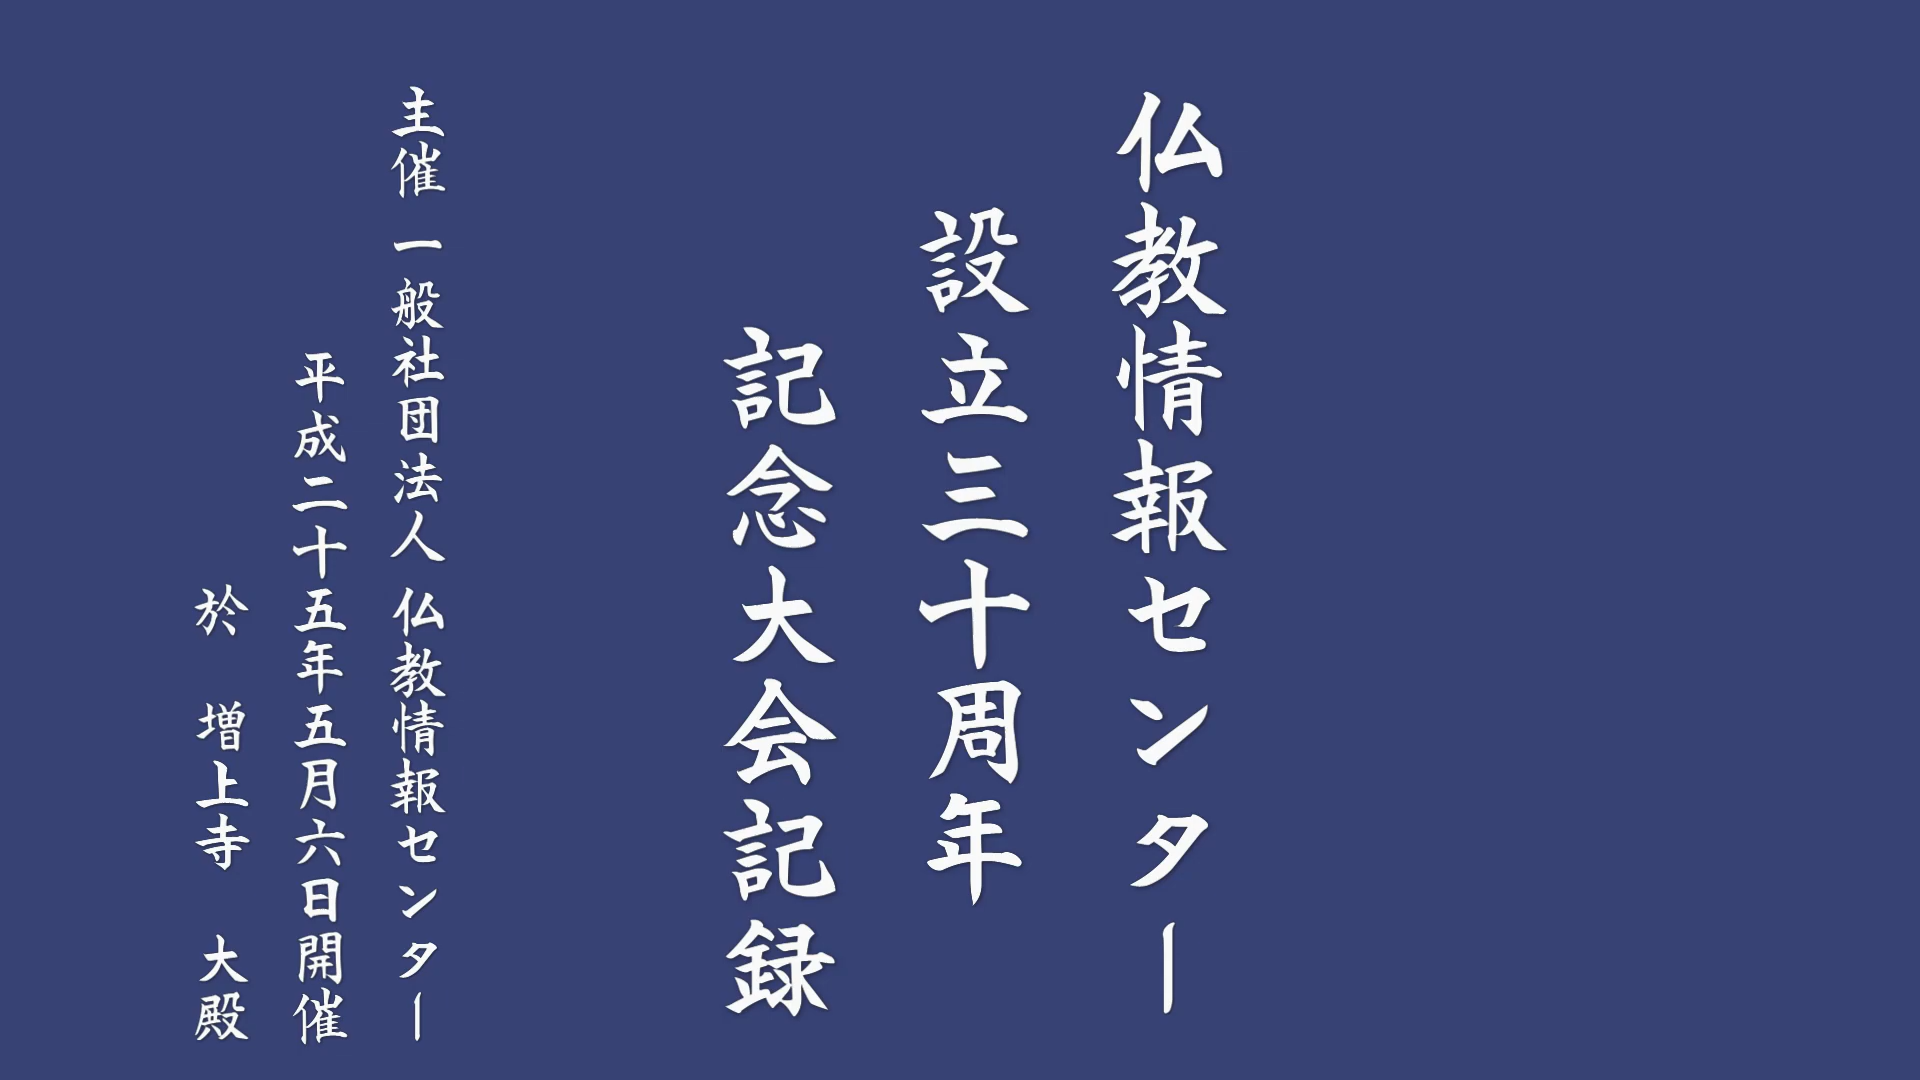 仏教情報センター
設立三十周年
記念大会記録
主催 一般社団法人 仏教情報センター
平成二十五年五月六日開催
於 増上寺 大殿